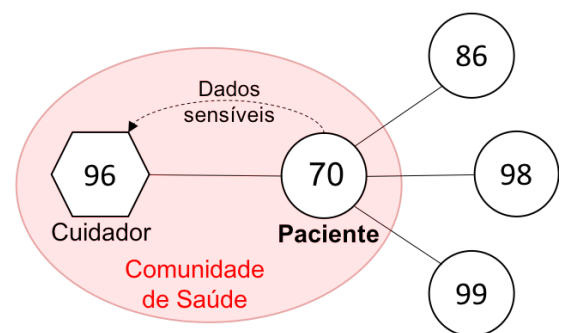 86
Dados
sensíveis
96
70
98
Cuidador
Paciente
Comunidade
de Saúde
99